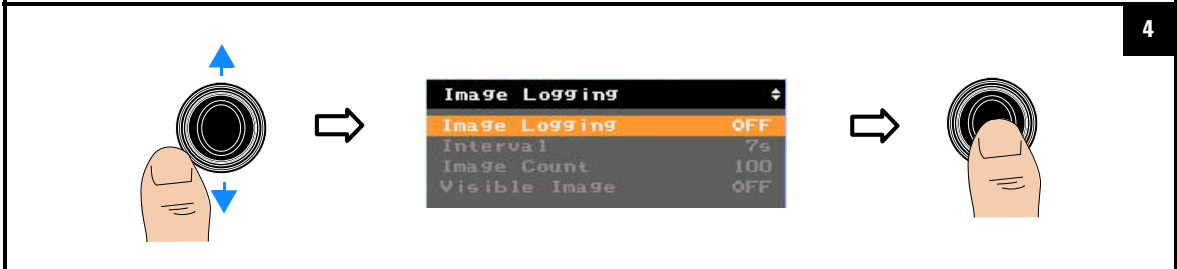 4
Image Logging
Image Logging OFF
Interval 7s
Image Count 100
Visible Image OFF